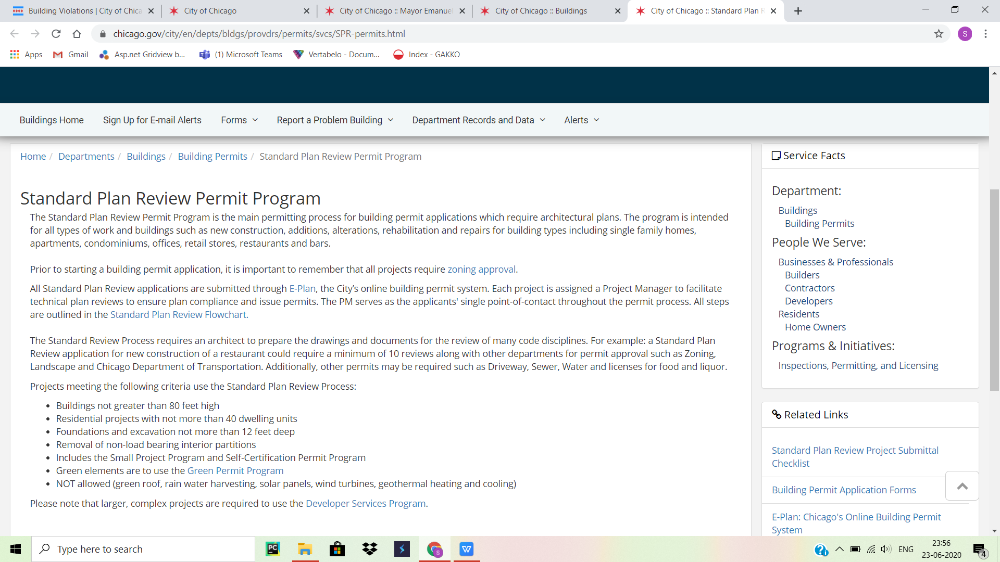 Building Violations | City of Chica
City of Chicago
City of Chicago :: Mayor Emanuel
City of Chicago :: Buildings
City of Chicago :: Standard Plan R
chicago.gov/city/en/depts/bldgs/provdrs/permits/svcs/SPR-permits.html
S
Apps
Gmail
Asp.net Gridview b...
(1) Microsoft Teams
Vertabelo - Docum...
Index - GAKKO
Buildings Home
Sign Up for E-mail Alerts
Forms
Report a Problem Building
Department Records and Data
Alerts
Home / Departments / Buildings / Building Permits / Standard Plan Review Permit Program
Standard Plan Review Permit Program
The Standard Plan Review Permit Program is the main permitting process for building permit applications which require architectural plans. The program is intended
for all types of work and buildings such as new construction, additions, alterations, rehabilitation and repairs for building types including single family homes,
apartments, condominiums, offices, retail stores, restaurants and bars.
Prior to starting a building permit application, it is important to remember that all projects require zoning approval.
All Standard Plan Review applications are submitted through E-Plan, the City’s online building permit system. Each project is assigned a Project Manager to facilitate
technical plan reviews to ensure plan compliance and issue permits. The PM serves as the applicants' single point-of-contact throughout the permit process. All steps
are outlined in the Standard Plan Review Flowchart.
The Standard Review Process requires an architect to prepare the drawings and documents for the review of many code disciplines. For example: a Standard Plan
Review application for new construction of a restaurant could require a minimum of 10 reviews along with other departments for permit approval such as Zoning,
Landscape and Chicago Department of Transportation. Additionally, other permits may be required such as Driveway, Sewer, Water and licenses for food and liquor.
Projects meeting the following criteria use the Standard Plan Review Process:
• Buildings not greater than 80 feet high
• Residential projects with not more than 40 dwelling units
• Foundations and excavation not more than 12 feet deep
• Removal of non-load bearing interior partitions
• Includes the Small Project Program and Self-Certification Permit Program
• Green elements are to use the Green Permit Program
• NOT allowed (green roof, rain water harvesting, solar panels, wind turbines, geothermal heating and cooling)
Please note that larger, complex projects are required to use the Developer Services Program.
Service Facts
Department:
Buildings
Building Permits
People We Serve:
Businesses & Professionals
Builders
Contractors
Developers
Residents
Home Owners
Programs & Initiatives:
Inspections, Permitting, and Licensing
Related Links
Standard Plan Review Project Submittal
Checklist
Building Permit Application Forms
E-Plan: Chicago's Online Building Permit
System
Type here to search
PC
S
W
ENG
23:56
23-06-2020
4